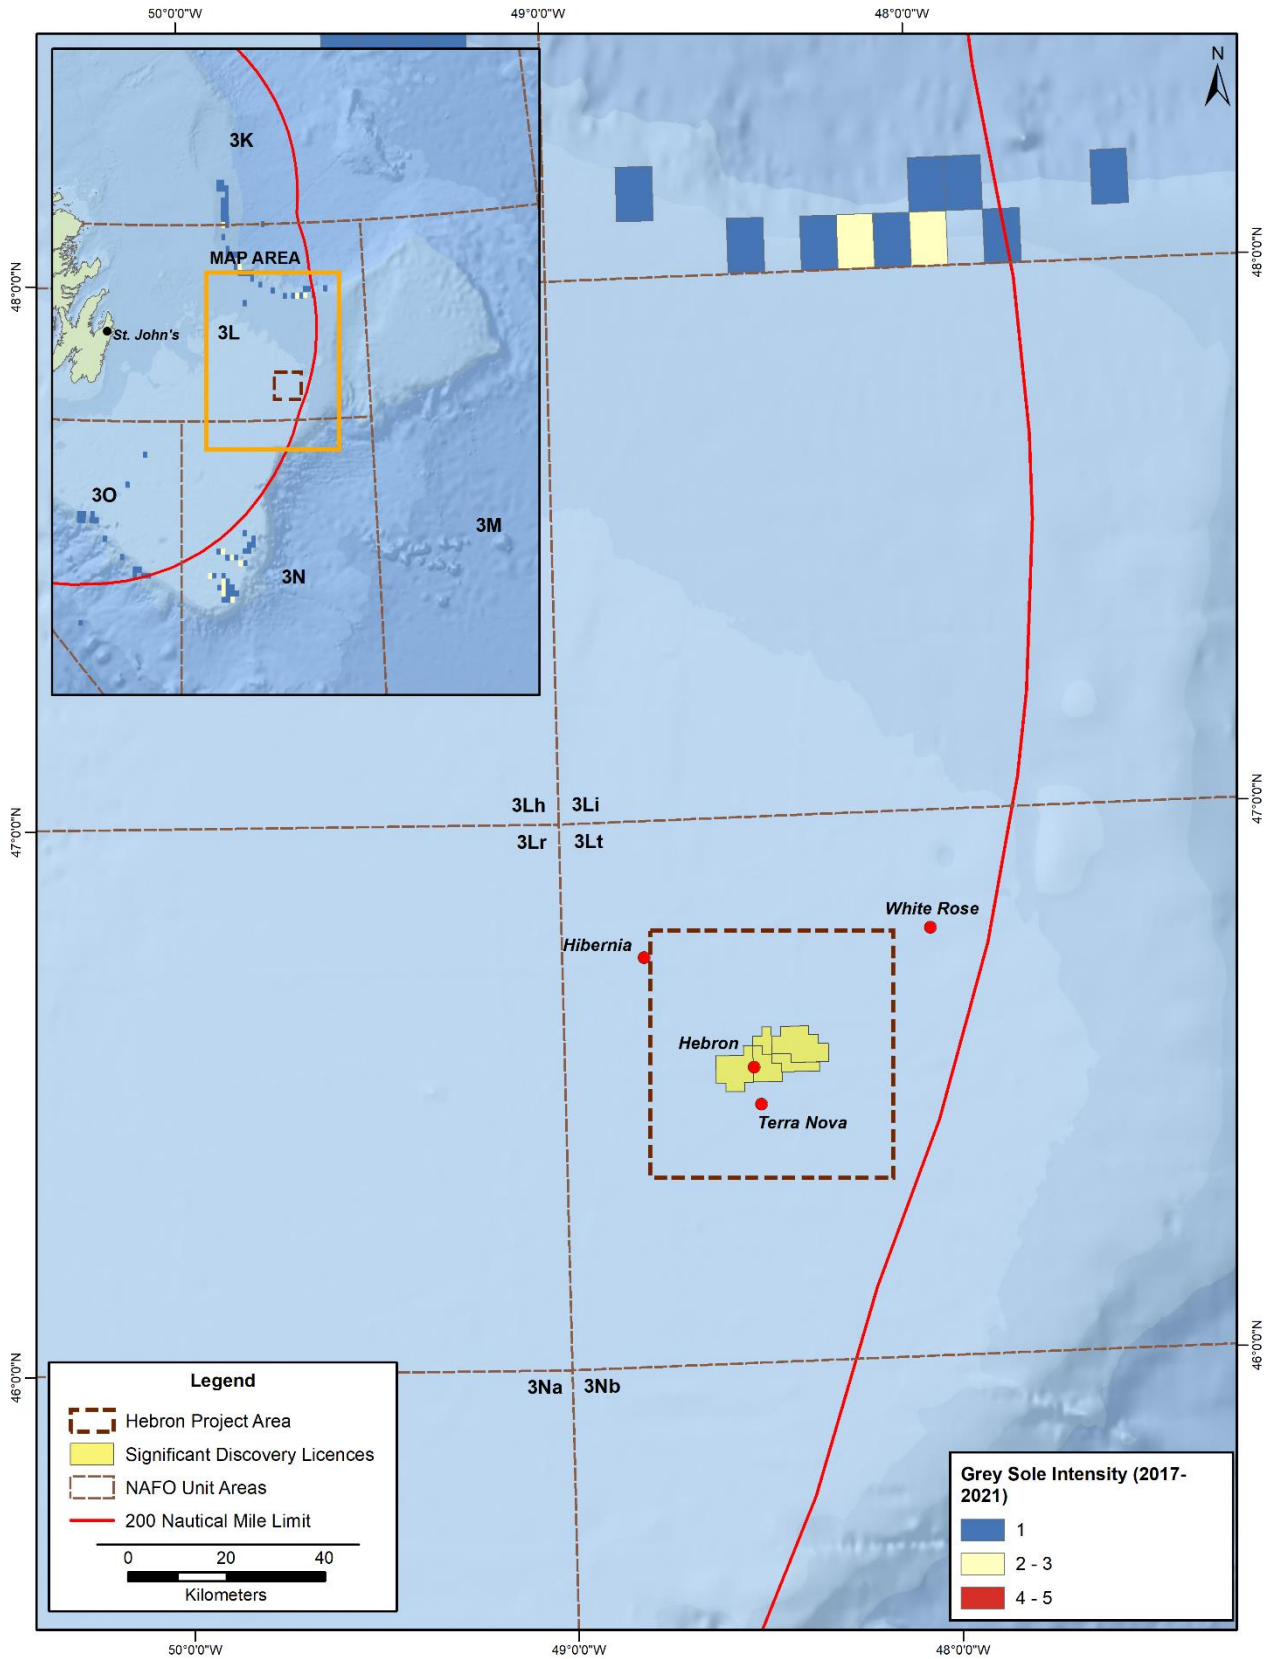 50°0'0"W
49°0'0"W
48°0'0"W
N
3K
MAP AREA
48°0'0"N
48°0'0"N
3L
St. John's
3O
3M
3N
3Lh
3Li
47°0'0"N
47°0'0"N
3Lr
3Lt
White Rose
Hibernia
Hebron
Terra Nova
46°0'0"N
46°0'0"N
3Na
3Nb
Legend
Hebron Project Area
Significant Discovery Licences
NAFO Unit Areas
200 Nautical Mile Limit
0 20 40
Kilometers
Grey Sole Intensity (2017-
2021)
1
2 - 3
4 - 5
50°0'0"W
49°0'0"W
48°0'0"W